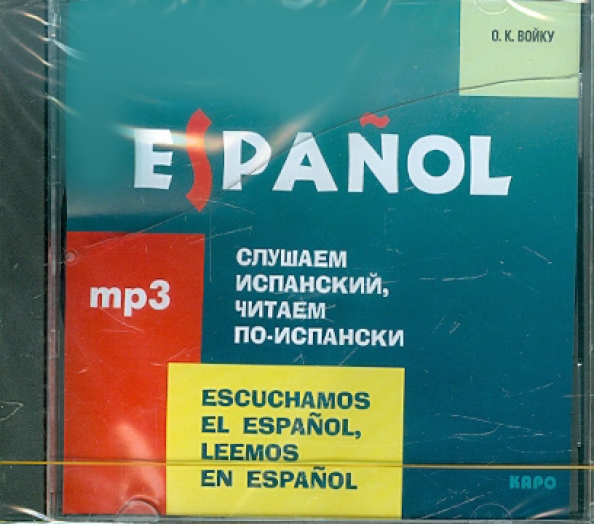 О. К. ВОЙКУ
ESPAÑOL
mp3
СЛУШАЕМ
ИСПАНСКИЙ,
ЧИТАЕМ
ПО-ИСПАНСКИ
ESCUCHAMOS
EL ESPAÑOL,
LEEMOS
EN ESPAÑOL
КАРО